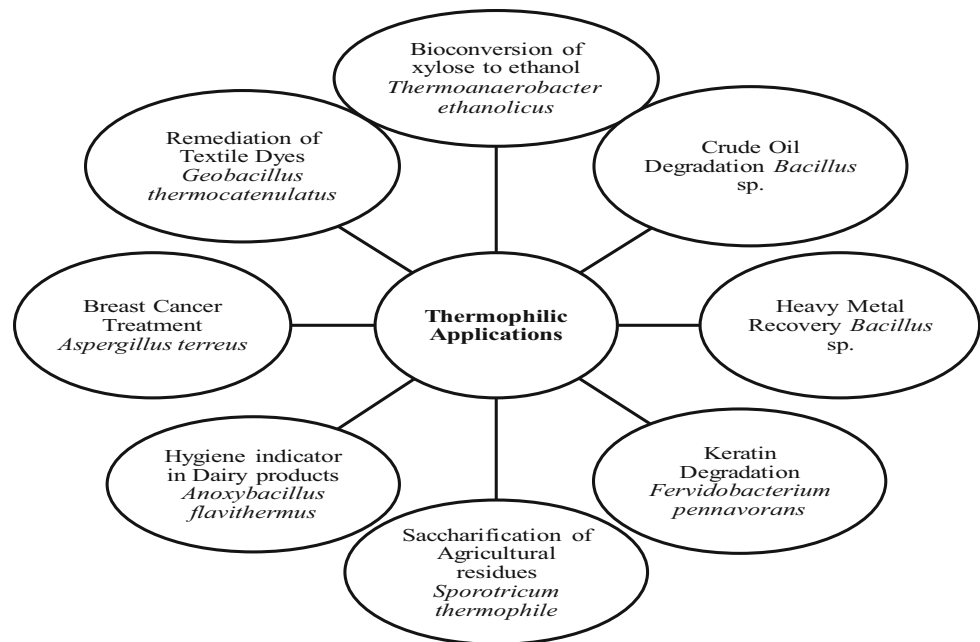 Bioconversion of
xylose to ethanol
Thermoanaerobacter
ethanolicus
Remediation of
Textile Dyes
Geobacillus
thermocatenulatus
Crude Oil
Degradation Bacillus
sp.
Breast Cancer
Treatment
Aspergillus terreus
Thermophilic
Applications
Heavy Metal
Recovery Bacillus
sp.
Hygiene indicator
in Dairy products
Anoxybacillus
flavithermus
Keratin
Degradation
Fervidobacterium
pennavorans
Saccharification of
Agricultural
residues
Sporotricum
thermophile